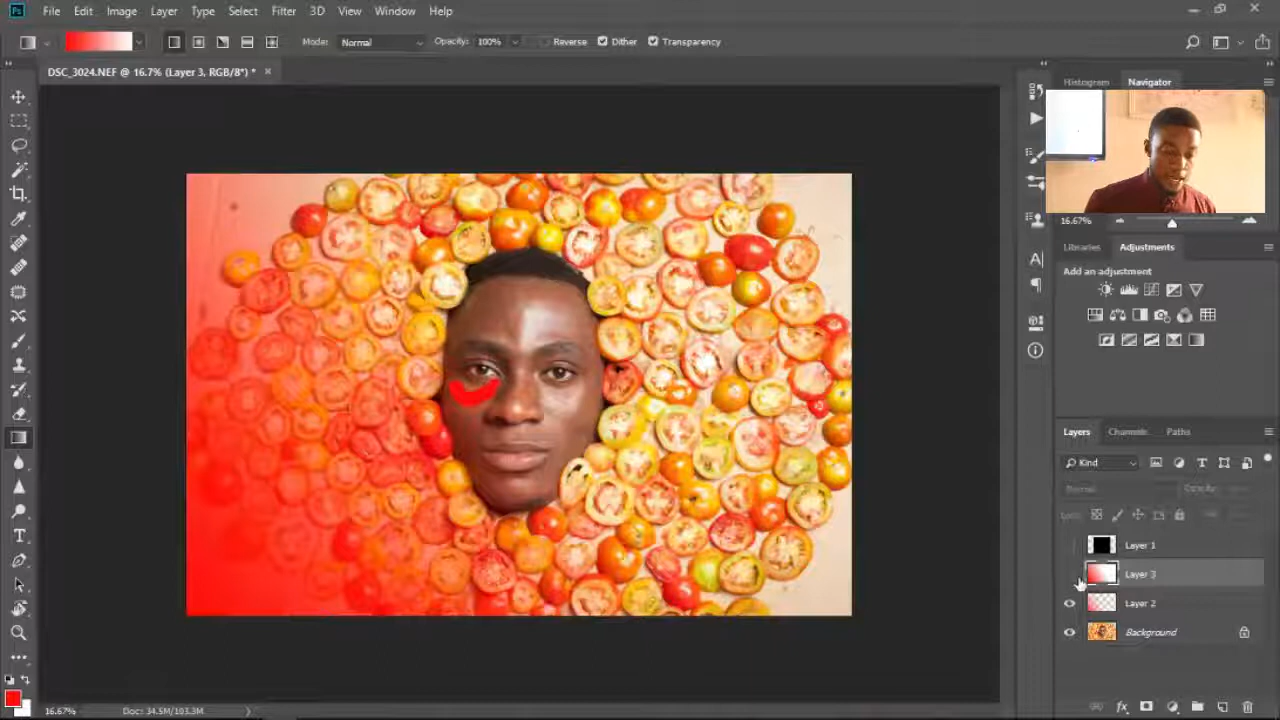 Ps File Edit Image Layer Type Select Filter 3D View Window Help
Mode: Normal Opacity: 100% Reverse Dither Transparency
DSC_3024.NEF @ 16.7% (Layer 3, RGB/8*) * ×
Histogram Navigator
16.67%
Libraries Adjustments
Add an adjustment
Layers Channels Paths
Kind
Normal Opacity:
Lock:
Layer 1
Layer 3
Layer 2
Background
16.67% Doc: 34.5M/103.3M